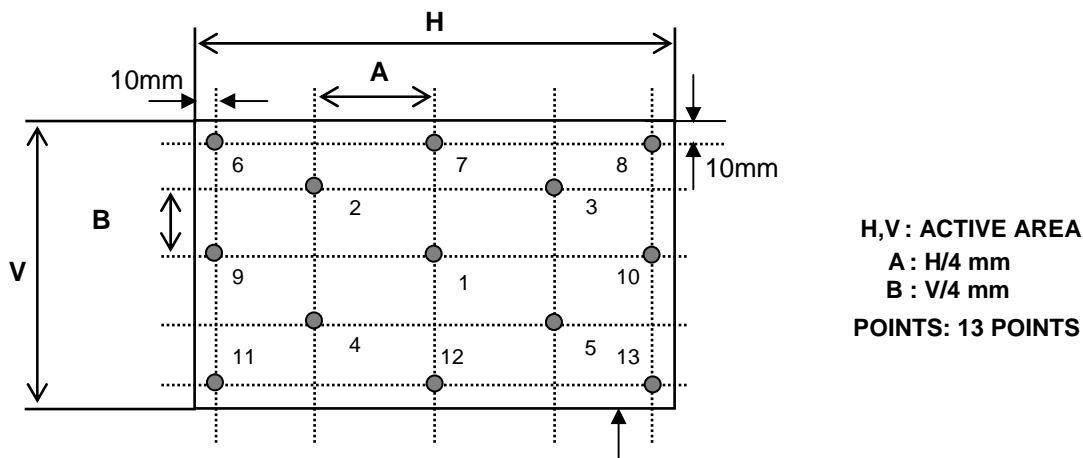 H
A
10mm
6
7
8
10mm
2
3
B
H,V : ACTIVE AREA
V
9
1
10
A : H/4 mm
B : V/4 mm
POINTS: 13 POINTS
4
5
11
12
13